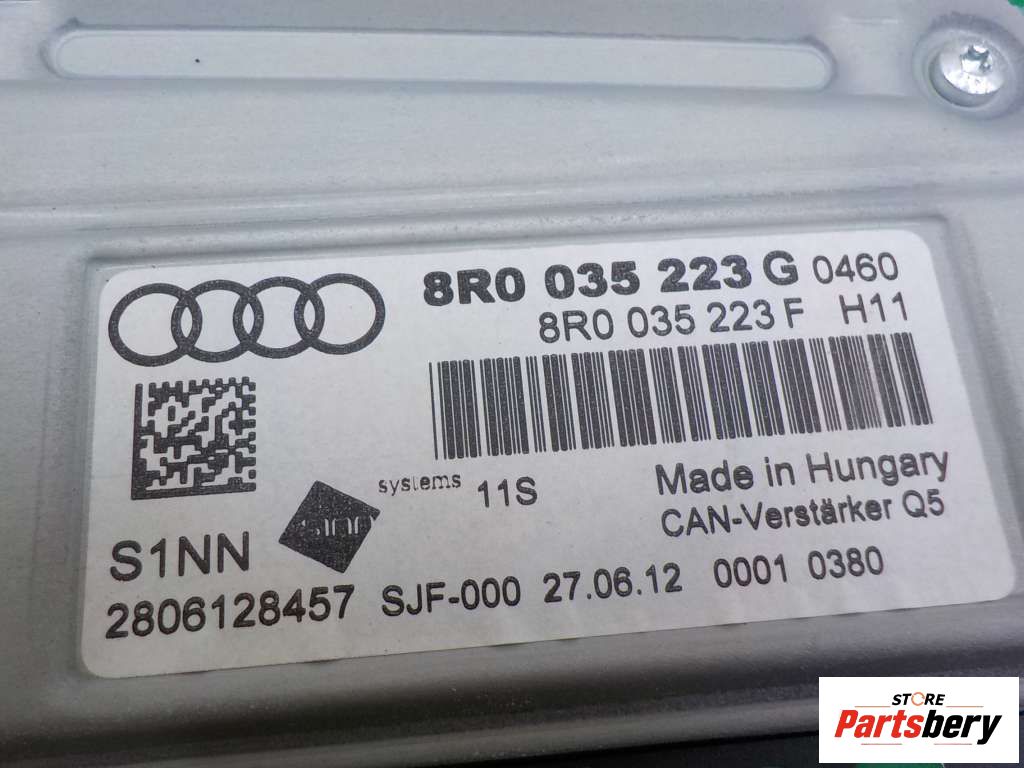 8R0 035 223 G 0460
8R0 035 223 F H11
systems 11S
Made in Hungary
CAN-Verstärker Q5
S1NN
sinn
2806128457 SJF-000 27.06.12 0001 0380
STORE
Partsbery